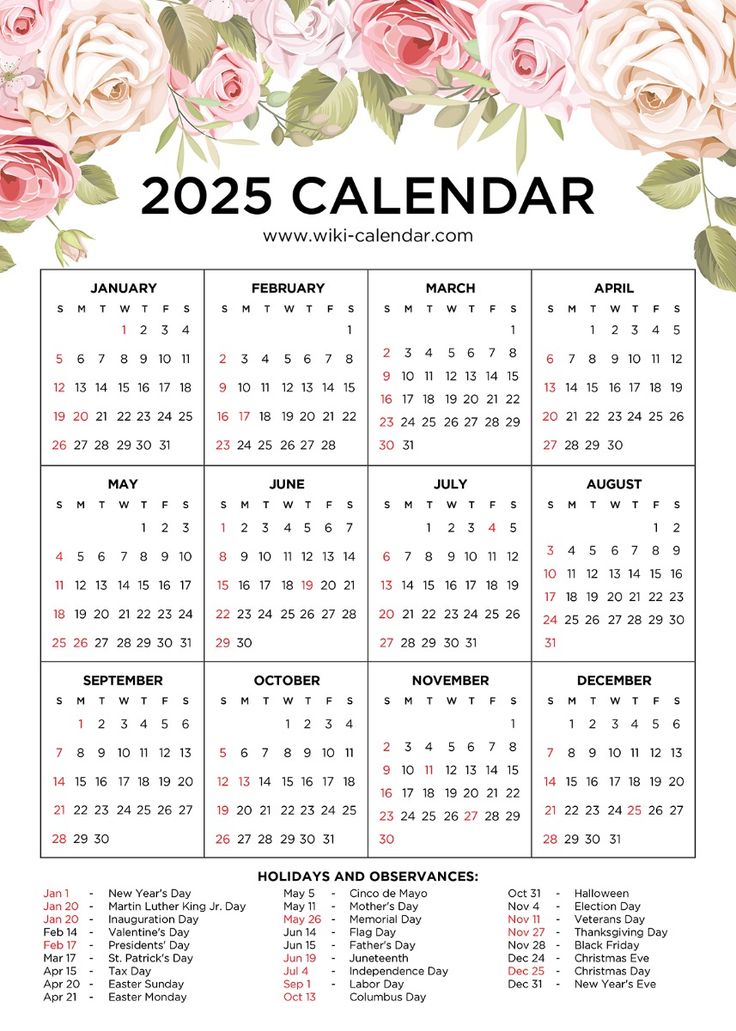 2025 CALENDAR
www.wiki-calendar.com
JANUARY
S M T W T F S
1 2 3 4
5 6 7 8 9 10 11
12 13 14 15 16 17 18
19 20 21 22 23 24 25
26 27 28 29 30 31
FEBRUARY
S M T W T F S
1
2 3 4 5 6 7 8
9 10 11 12 13 14 15
16 17 18 19 20 21 22
23 24 25 26 27 28
MARCH
S M T W T F S
1
2 3 4 5 6 7 8
9 10 11 12 13 14 15
16 17 18 19 20 21 22
23 24 25 26 27 28 29
30 31
APRIL
S M T W T F S
1 2 3 4 5
6 7 8 9 10 11 12
13 14 15 16 17 18 19
20 21 22 23 24 25 26
27 28 29 30
MAY
S M T W T F S
1 2 3
4 5 6 7 8 9 10
11 12 13 14 15 16 17
18 19 20 21 22 23 24
25 26 27 28 29 30 31
JUNE
S M T W T F S
1 2 3 4 5 6 7
8 9 10 11 12 13 14
15 16 17 18 19 20 21
22 23 24 25 26 27 28
29 30
JULY
S M T W T F S
1 2 3 4 5
6 7 8 9 10 11 12
13 14 15 16 17 18 19
20 21 22 23 24 25 26
27 28 29 30 31
AUGUST
S M T W T F S
1 2
3 4 5 6 7 8 9
10 11 12 13 14 15 16
17 18 19 20 21 22 23
24 25 26 27 28 29 30
31
SEPTEMBER
S M T W T F S
1 2 3 4 5 6
7 8 9 10 11 12 13
14 15 16 17 18 19 20
21 22 23 24 25 26 27
28 29 30
OCTOBER
S M T W T F S
1 2 3 4
5 6 7 8 9 10 11
12 13 14 15 16 17 18
19 20 21 22 23 24 25
26 27 28 29 30 31
NOVEMBER
S M T W T F S
1
2 3 4 5 6 7 8
9 10 11 12 13 14 15
16 17 18 19 20 21 22
23 24 25 26 27 28 29
30
DECEMBER
S M T W T F S
1 2 3 4 5 6
7 8 9 10 11 12 13
14 15 16 17 18 19 20
21 22 23 24 25 26 27
28 29 30 31
HOLIDAYS AND OBSERVANCES:
Jan 1 - New Year's Day
Jan 20 - Martin Luther King Jr. Day
Jan 20 - Inauguration Day
Feb 14 - Valentine's Day
Feb 17 - Presidents' Day
Mar 17 - St. Patrick's Day
Apr 15 - Tax Day
Apr 20 - Easter Sunday
Apr 21 - Easter Monday
May 5 - Cinco de Mayo
May 11 - Mother's Day
May 26 - Memorial Day
Jun 14 - Flag Day
Jun 15 - Father's Day
Jun 19 - Juneteenth
Jul 4 - Independence Day
Sep 1 - Labor Day
Oct 13 - Columbus Day
Oct 31 - Halloween
Nov 4 - Election Day
Nov 11 - Veterans Day
Nov 27 - Thanksgiving Day
Nov 28 - Black Friday
Dec 24 - Christmas Eve
Dec 25 - Christmas Day
Dec 31 - New Year's Eve